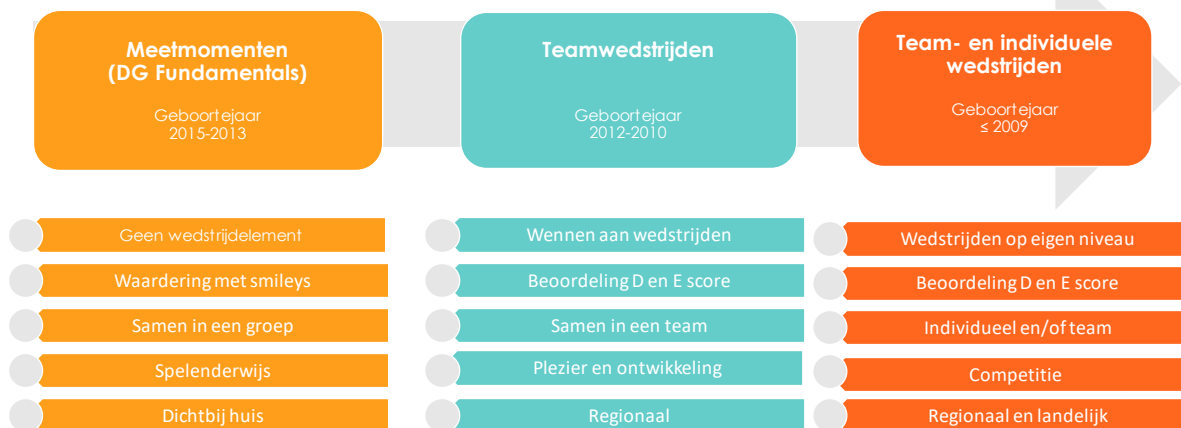 Meetmomenten
(DG Fundamentals)
Geboortejaar
2015-2013
Geen wedstrijdelement
Waardering met smileys
Samen in een groep
Spelenderwijs
Dichtbij huis
Teamwedstrijden
Geboortejaar
2012-2010
Wennen aan wedstrijden
Beoordeling D en E score
Samen in een team
Plezier en ontwikkeling
Regionaal
Team- en individuele
wedstrijden
Geboortejaar
≤ 2009
Wedstrijden op eigen niveau
Beoordeling D en E score
Individueel en/of team
Competitie
Regionaal en landelijk